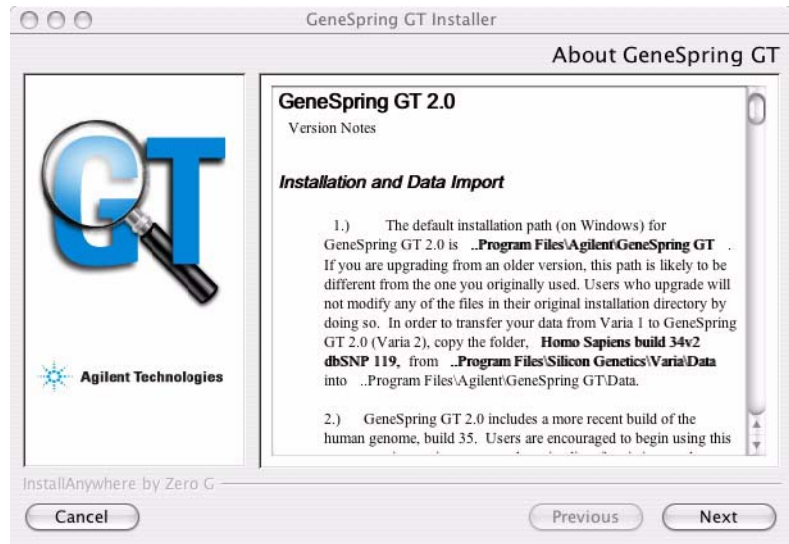 GeneSpring GT Installer
About GeneSpring GT
GT
Agilent Technologies
GeneSpring GT 2.0
Version Notes
Installation and Data Import
1.) The default installation path (on Windows) for
GeneSpring GT 2.0 is ..Program Files\Agilent\GeneSpring GT .
If you are upgrading from an older version, this path is likely to be
different from the one you originally used. Users who upgrade will
not modify any of the files in their original installation directory by
doing so. In order to transfer your data from Varia 1 to GeneSpring
GT 2.0 (Varia 2), copy the folder, Homo Sapiens build 34v2
dbSNP 119, from ..Program Files\Silicon Genetics\Varia\Data
into ..Program Files\Agilent\GeneSpring GT\Data.
2.) GeneSpring GT 2.0 includes a more recent build of the
human genome, build 35. Users are encouraged to begin using this
InstallAnywhere by Zero G
Cancel
Previous
Next